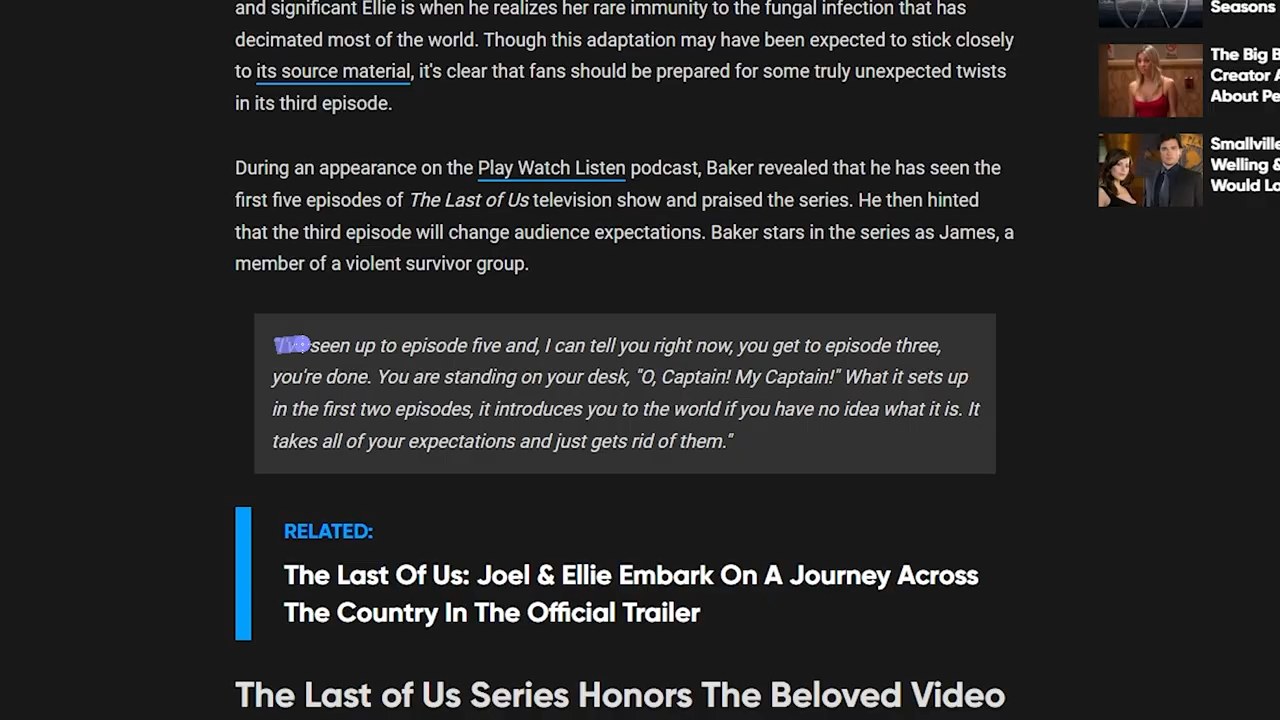 and significant Ellie is when he realizes her rare immunity to the fungal infection that has
decimated most of the world. Though this adaptation may have been expected to stick closely
to its source material, it's clear that fans should be prepared for some truly unexpected twists
in its third episode.
During an appearance on the Play Watch Listen podcast, Baker revealed that he has seen the
first five episodes of The Last of Us television show and praised the series. He then hinted
that the third episode will change audience expectations. Baker stars in the series as James, a
member of a violent survivor group.
"I've seen up to episode five and, I can tell you right now, you get to episode three,
you're done. You are standing on your desk, "O, Captain! My Captain!" What it sets up
in the first two episodes, it introduces you to the world if you have no idea what it is. It
takes all of your expectations and just gets rid of them."
RELATED:
The Last Of Us: Joel & Ellie Embark On A Journey Across
The Country In The Official Trailer
The Last of Us Series Honors The Beloved Video
Seasons
The Big B
Creator A
About Pe
Smallville
Welling &
Would Lo